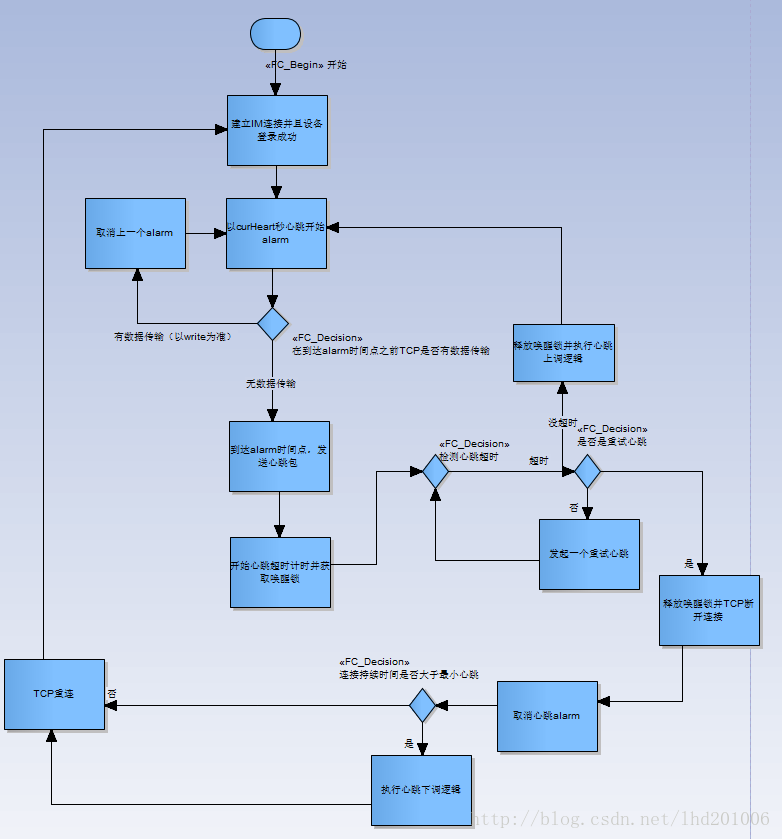 «FC_Begin» 开始
建立IM连接并且设备
登录成功
取消上一个alarm
以curHeart秒心跳开始
alarm
有数据传输（以write为准）
«FC_Decision»
在到达alarm时间点之前TCP是否有数据传输
释放唤醒锁并执行心跳
上调逻辑
无数据传输
没超时
«FC_Decision»
是否是重试心跳
到达alarm时间点，发
送心跳包
«FC_Decision»
检测心跳超时
超时
否
开始心跳超时计时并获
取唤醒锁
发起一个重试心跳
是
释放唤醒锁并TCP断
开连接
«FC_Decision»
连接持续时间是否大于最小心跳
TCP重连
否
取消心跳alarm
是
执行心跳下调逻辑
http://blog.csdn.net/lhd201006